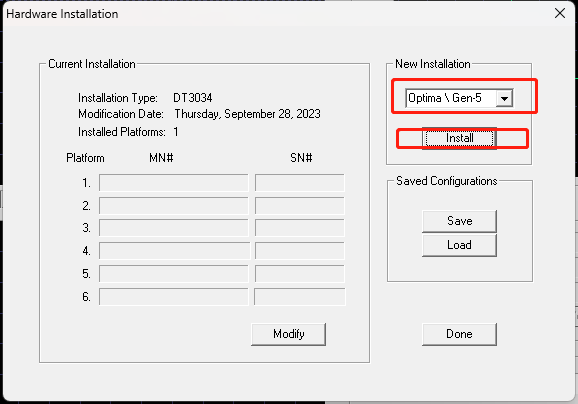 Hardware Installation
Current Installation
Installation Type: DT3034
Modification Date: Thursday, September 28, 2023
Installed Platforms: 1
Platform MN# SN#
1.
2.
3.
4.
5.
6.
Modify
New Installation
Optima \ Gen-5
Install
Saved Configurations
Save
Load
Done